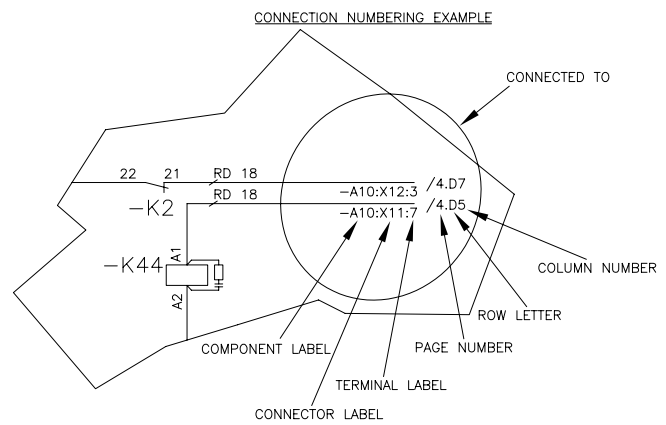 CONNECTION NUMBERING EXAMPLE
CONNECTED TO
22 21 RD 18 /4.D7
-A10:X12:3
-K2 RD 18 /4.D5
-A10:X11:7
-K44 A1
A2
COLUMN NUMBER
ROW LETTER
COMPONENT LABEL PAGE NUMBER
TERMINAL LABEL
CONNECTOR LABEL